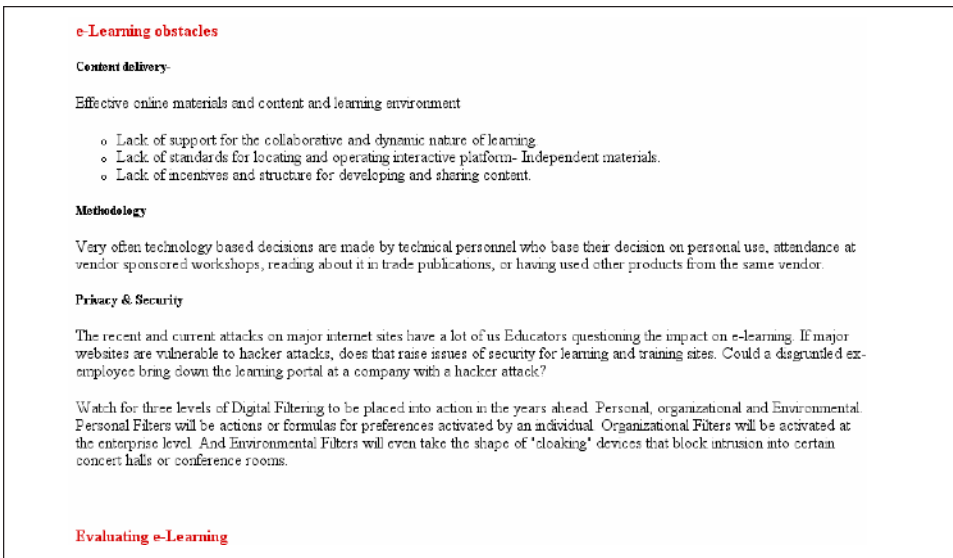 e-Learning obstacles
Content delivery-
Effective online materials and content and learning environment
o Lack of support for the collaborative and dynamic nature of learning
o Lack of standards for locating and operating interactive platform- Independent materials.
o Lack of incentives and structure for developing and sharing content.
Methodology
Very often technology based decisions are made by technical personnel who base their decision on personal use, attendance at
vendor sponsored workshops, reading about it in trade publications, or having used other products from the same vendor.
Privacy & Security
The recent and current attacks on major internet sites have a lot of us Educators questioning the impact on e-learning. If major
websites are vulnerable to hacker attacks, does that raise issues of security for learning and training sites. Could a disgruntled ex-
employee bring down the learning portal at a company with a hacker attack?
Watch for three levels of Digital Filtering to be placed into action in the years ahead. Personal, organizational and Environmental.
Personal Filters will be actions or formulas for preferences activated by an individual. Organizational Filters will be activated at
the enterprise level. And Environmental Filters will even take the shape of "cloaking" devices that block intrusion into certain
concert halls or conference rooms.
Evaluating e-Learning